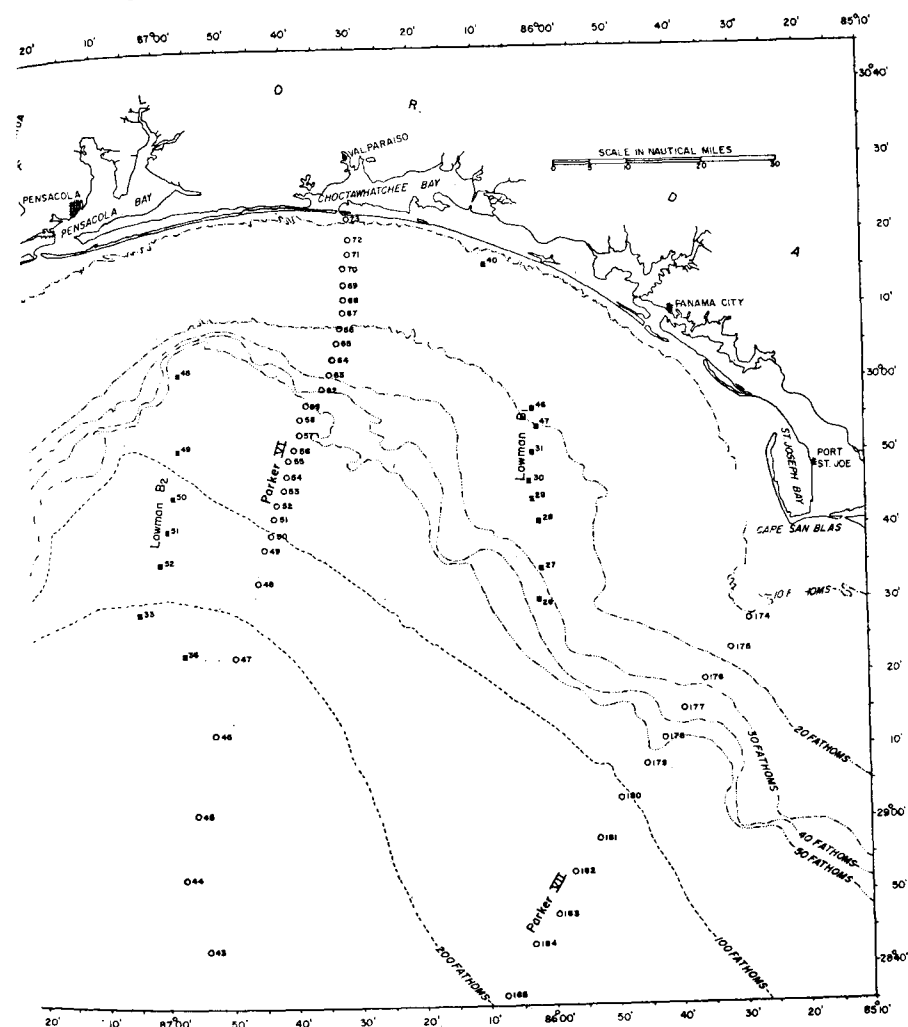 20' 10' 87°00' 50' 40' 30' 20' 10' 86°00' 50' 40' 30' 20' 85°10'
30°40'
O
R
VALPARAISO
SCALE IN NAUTICAL MILES
30'
PENSACOLA
PENSACOLA BAY
CHOCTAWHATCHEE BAY
D
73
20'
72
71
A
70
40
69
68
10'
67
PANAMA CITY
66
65
64
63
48
62
30°00'
46
58
47
57
56
Lowman B1
31
ST. JOSEPH BAY
PORT ST. JOE
50'
49
55
Parker VI
54
30
53
29
50
52
Lowman B2
51
28
40'
51
50
CAPE SAN BLAS
49
52
27
48
10 FATHOMS
30'
26
33
174
175
36
47
20'
176
177
46
178
20 FATHOMS
10'
30 FATHOMS
179
180
45
29°00'
181
40 FATHOMS
50 FATHOMS
44
182
50'
Parker VII
183
43
184
200 FATHOMS
100 FATHOMS
28°40'
185
20' 10' 87°00' 50' 40' 30' 20' 10' 86°00' 50' 40' 30' 20' 85°10'